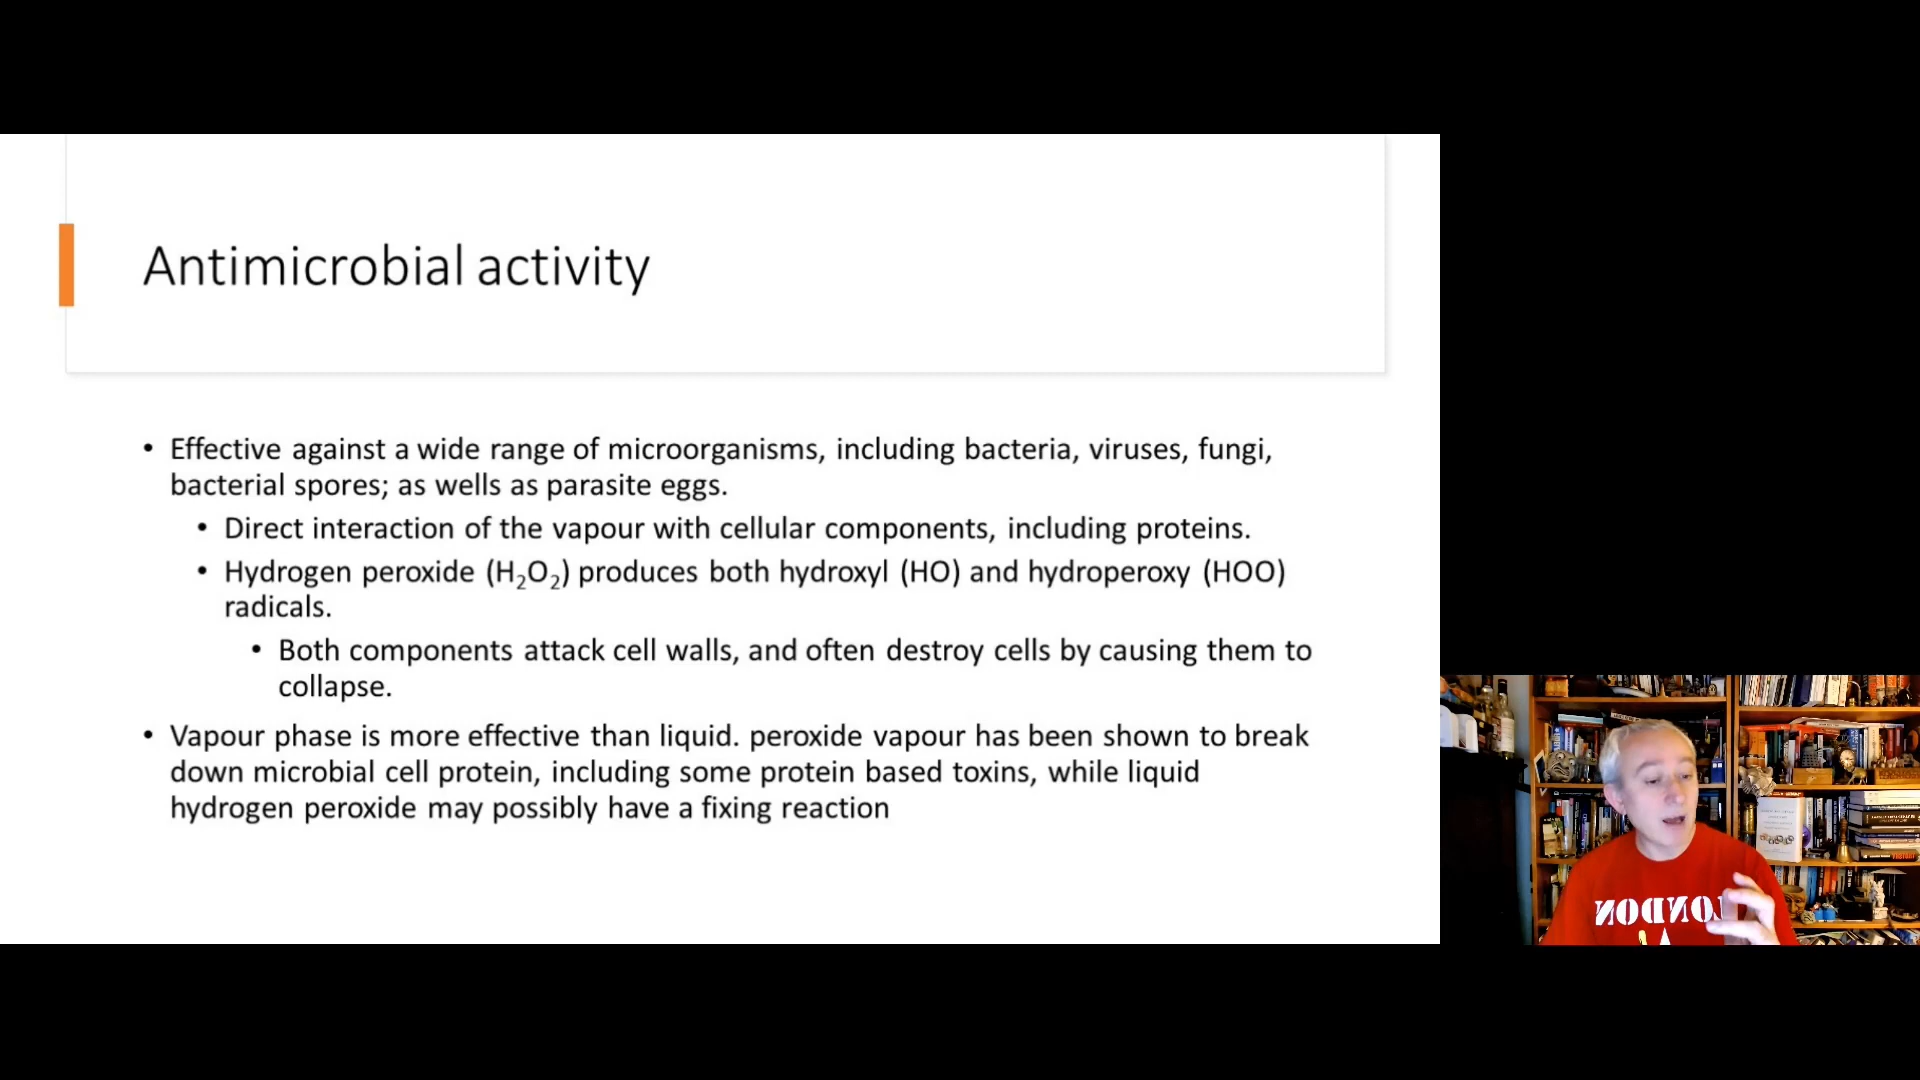 Antimicrobial activity
• Effective against a wide range of microorganisms, including bacteria, viruses, fungi,
bacterial spores; as wells as parasite eggs.
• Direct interaction of the vapour with cellular components, including proteins.
• Hydrogen peroxide (H₂O₂) produces both hydroxyl (HO) and hydroperoxy (HOO)
radicals.
• Both components attack cell walls, and often destroy cells by causing them to
collapse.
• Vapour phase is more effective than liquid. peroxide vapour has been shown to break
down microbial cell protein, including some protein based toxins, while liquid
hydrogen peroxide may possibly have a fixing reaction
LONDON